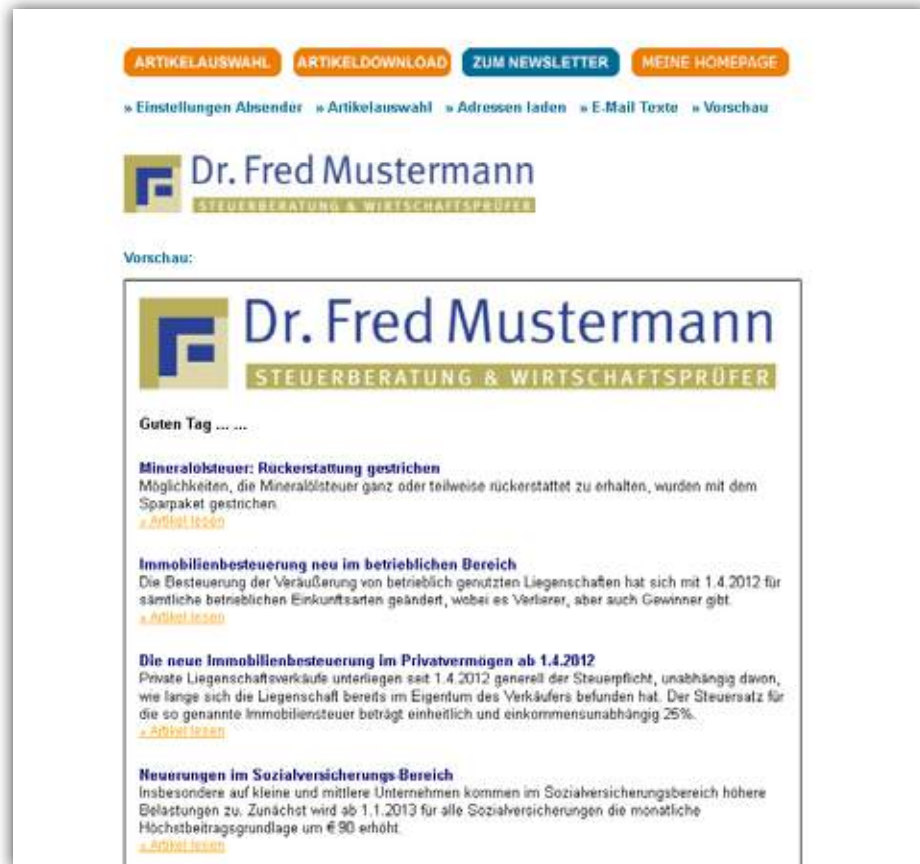 ARTIKELAUSWAHL ARTIKELDOWNLOAD ZUM NEWSLETTER MEINE HOMEPAGE
» Einstellungen Absender » Artikelauswahl » Adressen laden » E-Mail Texte » Vorschau
Dr. Fred Mustermann
STEUERBERATUNG & WIRTSCHAFTSPRÜFER
Vorschau:
Dr. Fred Mustermann
STEUERBERATUNG & WIRTSCHAFTSPRÜFER
Guten Tag ... ...
Mineralölsteuer: Rückerstattung gestrichen
Möglichkeiten, die Mineralölsteuer ganz oder teilweise rückerstattet zu erhalten, wurden mit dem
Sparpaket gestrichen.
» Artikel lesen
Immobilienbesteuerung neu im betrieblichen Bereich
Die Besteuerung der Veräußerung von betrieblich genutzten Liegenschaften hat sich mit 1.4.2012 für
sämtliche betrieblichen Einkunftsarten geändert, wobei es Verlierer, aber auch Gewinner gibt.
» Artikel lesen
Die neue Immobilienbesteuerung im Privatvermögen ab 1.4.2012
Private Liegenschaftsverkäufe unterliegen seit 1.4.2012 generell der Steuerpflicht, unabhängig davon,
wie lange sich die Liegenschaft bereits im Eigentum des Verkäufers befunden hat. Der Steuersatz für
die so genannte Immobiliensteuer beträgt einheitlich und einkommensunabhängig 25%.
» Artikel lesen
Neuerungen im Sozialversicherungs-Bereich
Insbesondere auf kleine und mittlere Unternehmen kommen im Sozialversicherungsbereich höhere
Belastungen zu. Zunächst wird ab 1.1.2013 für alle Sozialversicherungen die monatliche
Höchstbeitragsgrundlage um € 90 erhöht.
» Artikel lesen